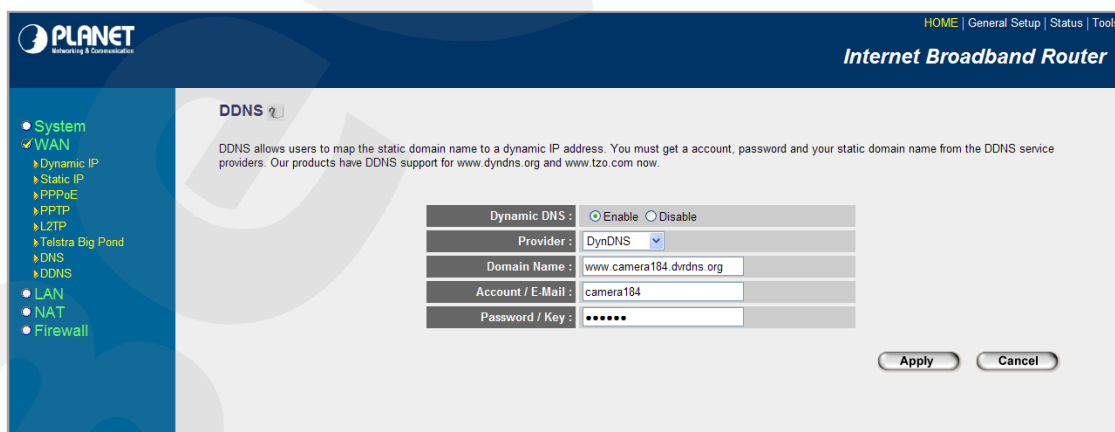 PLANET
Networking & Communication
HOME | General Setup | Status | Tools
Internet Broadband Router
System
WAN
Dynamic IP
Static IP
PPPoE
PPTP
L2TP
Telstra Big Pond
DNS
DDNS
LAN
NAT
Firewall
DDNS
DDNS allows users to map the static domain name to a dynamic IP address. You must get a account, password and your static domain name from the DDNS service
providers. Our products have DDNS support for www.dyndns.org and www.tzo.com now.
Dynamic DNS : Enable Disable
Provider : DynDNS
Domain Name : www.camera184.dvrdns.org
Account / E-Mail : camera184
Password / Key : ••••••
Apply Cancel